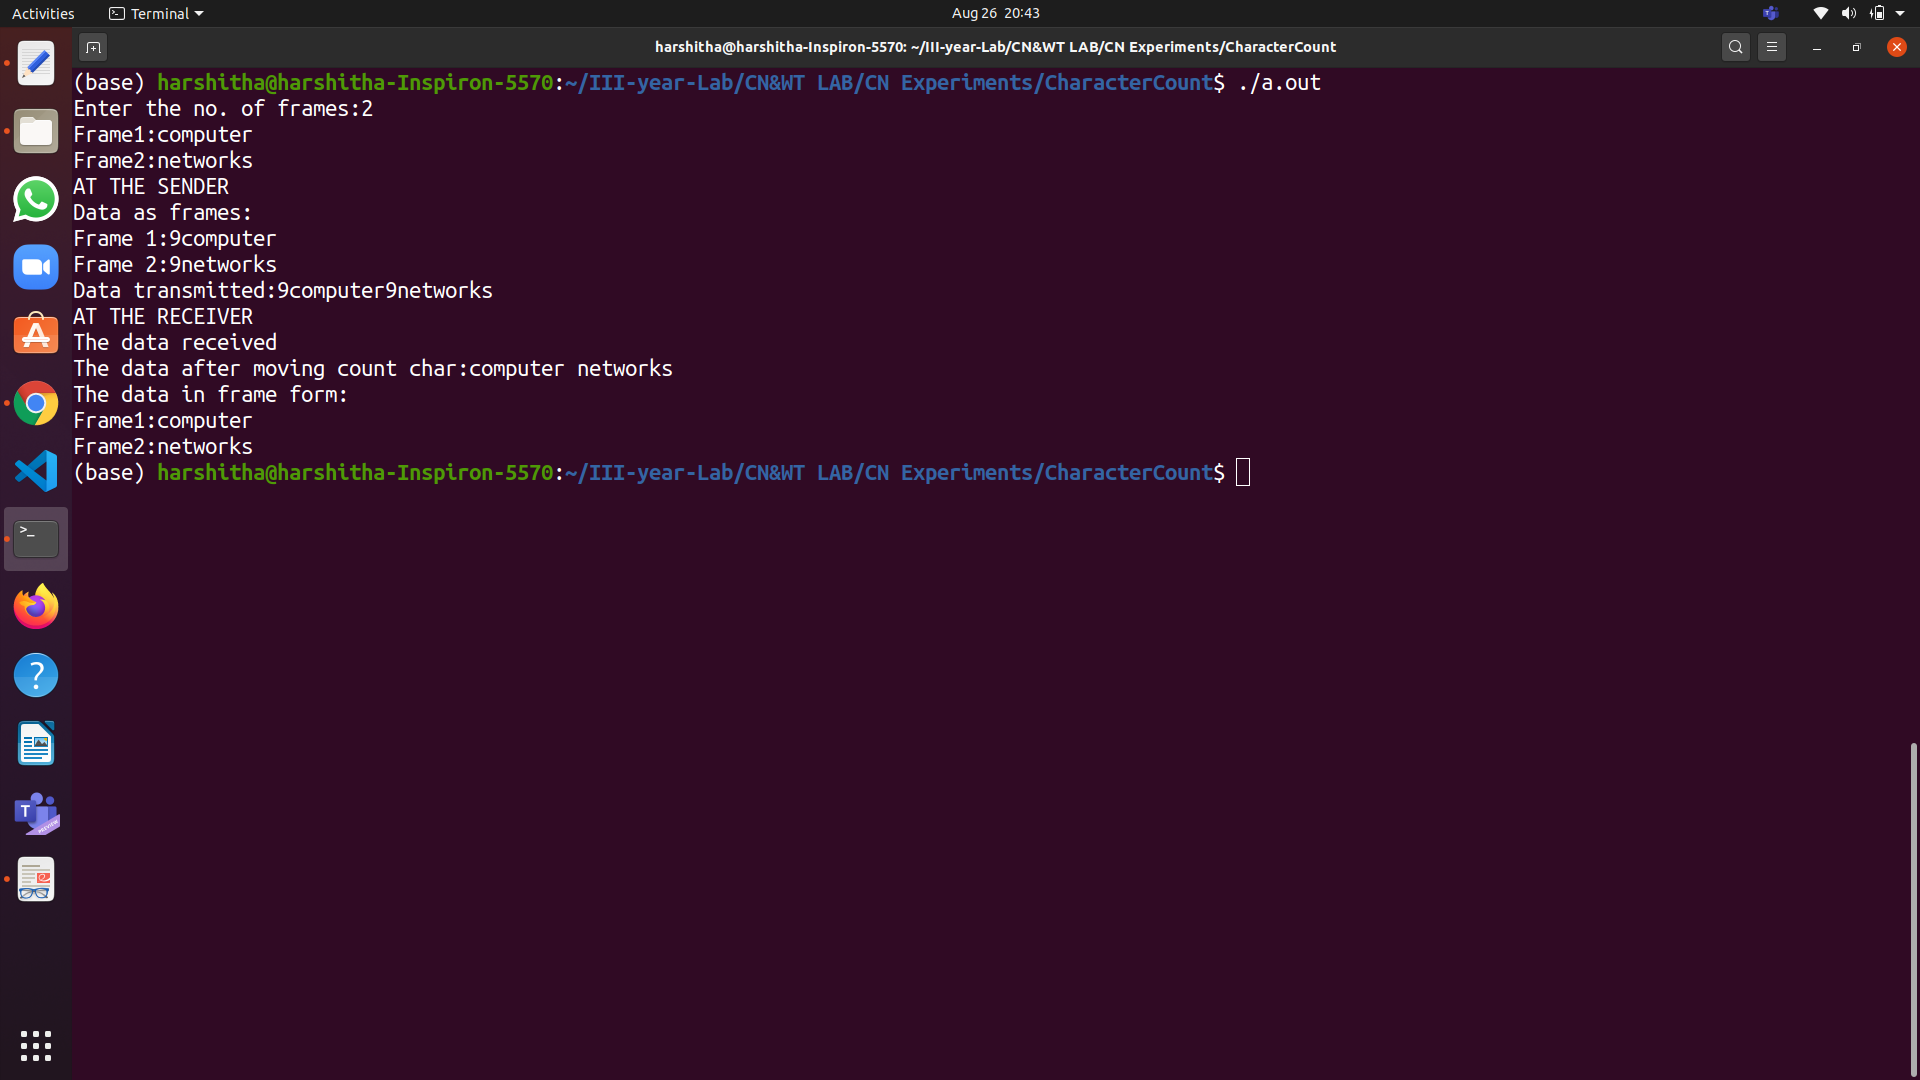 Activities Terminal Aug 26 20:43
harshitha@harshitha-Inspiron-5570: ~/III-year-Lab/CN&WT LAB/CN Experiments/CharacterCount
(base) harshitha@harshitha-Inspiron-5570:~/III-year-Lab/CN&WT LAB/CN Experiments/CharacterCount$ ./a.out
Enter the no. of frames:2
Frame1:computer
Frame2:networks
AT THE SENDER
Data as frames:
Frame 1:9computer
Frame 2:9networks
Data transmitted:9computer9networks
AT THE RECEIVER
The data received
The data after moving count char:computer networks
The data in frame form:
Frame1:computer
Frame2:networks
(base) harshitha@harshitha-Inspiron-5570:~/III-year-Lab/CN&WT LAB/CN Experiments/CharacterCount$